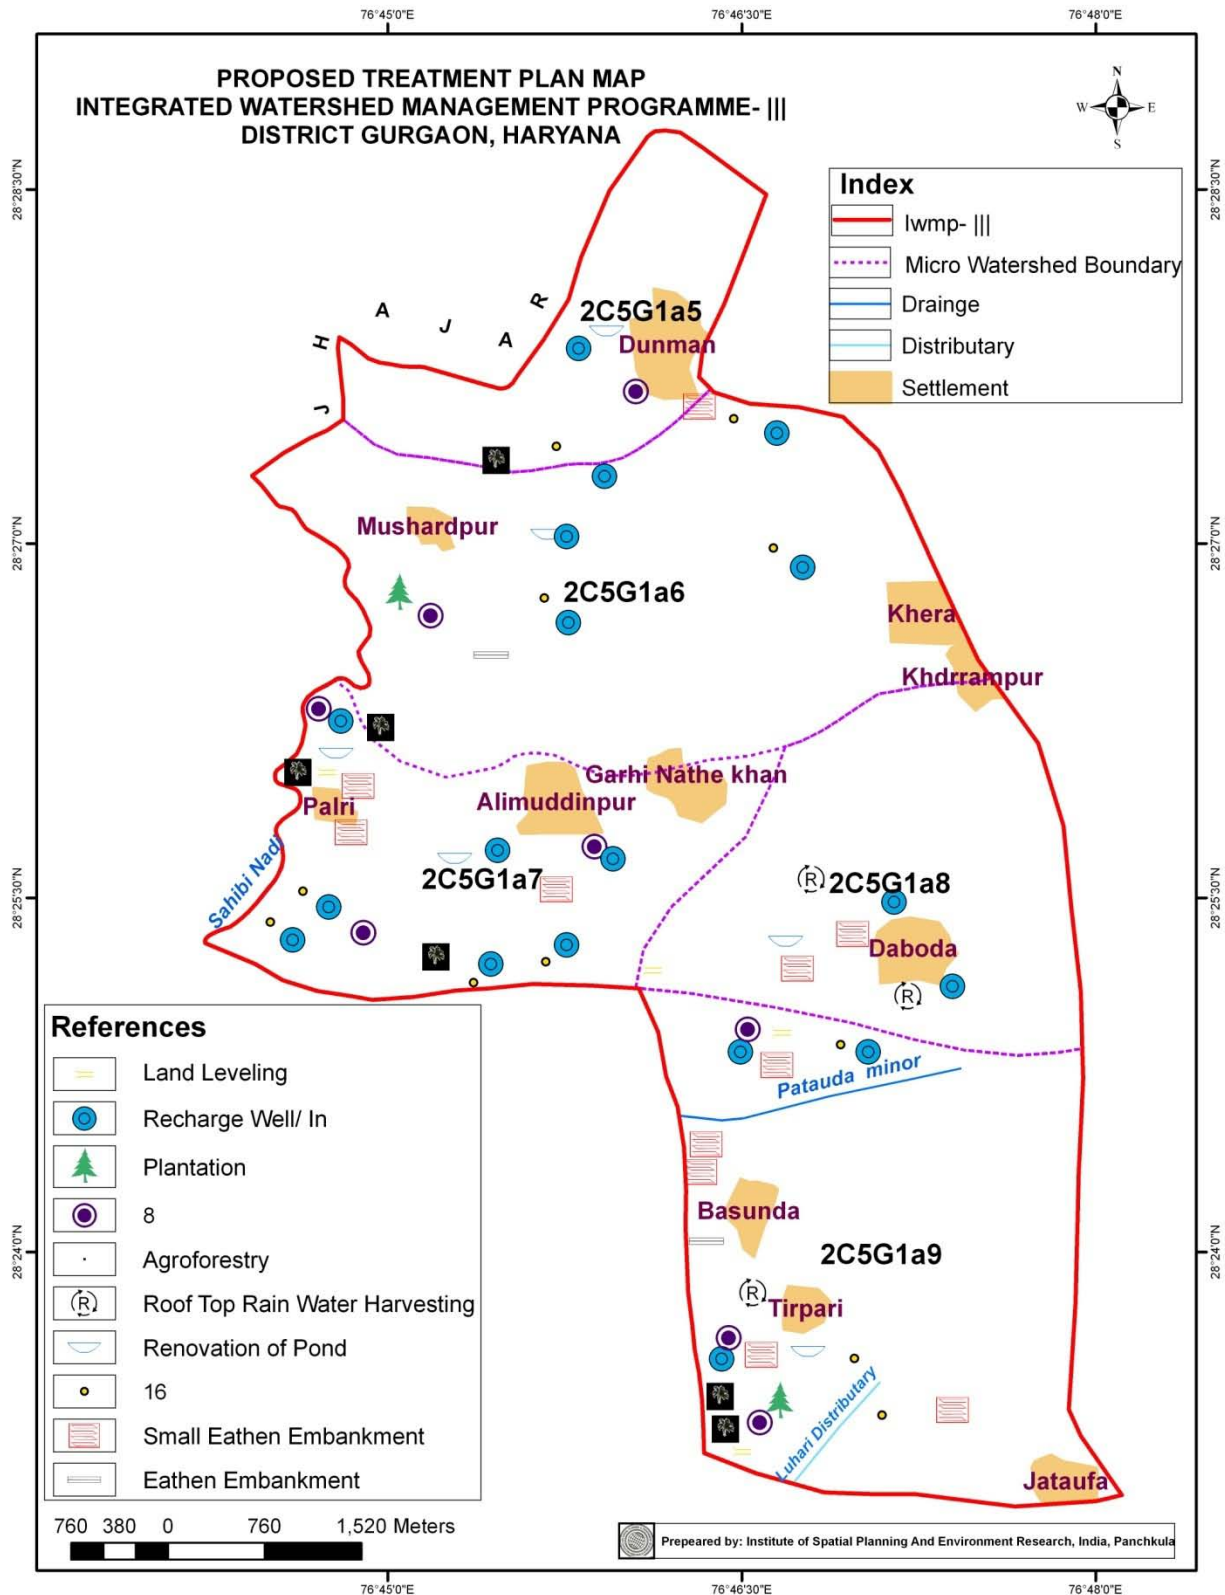 76°45'0"E 76°46'30"E 76°48'0"E
PROPOSED TREATMENT PLAN MAP
INTEGRATED WATERSHED MANAGEMENT PROGRAMME- |||
DISTRICT GURGAON, HARYANA
N
W E
S
28°28'30"N 28°28'30"N
Index
Iwmp- |||
Micro Watershed Boundary
Drainge
Distributary
Settlement
J H A J J A R
2C5G1a5
Dunman
Mushardpur
28°27'0"N 28°27'0"N
2C5G1a6
Khera
Khdrrampur
Garhi Nathe khan
Alimuddinpur
Palri
Sahibi Nadi
2C5G1a7
R 2C5G1a8
28°25'30"N 28°25'30"N
Daboda
R
Patauda minor
Basunda
28°24'0"N 28°24'0"N
2C5G1a9
R
Tirpari
Luhari Distributary
Jataufa
References
Land Leveling
Recharge Well/ In
Plantation
8
Agroforestry
R Roof Top Rain Water Harvesting
Renovation of Pond
16
Small Eathen Embankment
Eathen Embankment
760 380 0 760 1,520 Meters
Prepeared by: Institute of Spatial Planning And Environment Research, India, Panchkula
76°45'0"E 76°46'30"E 76°48'0"E